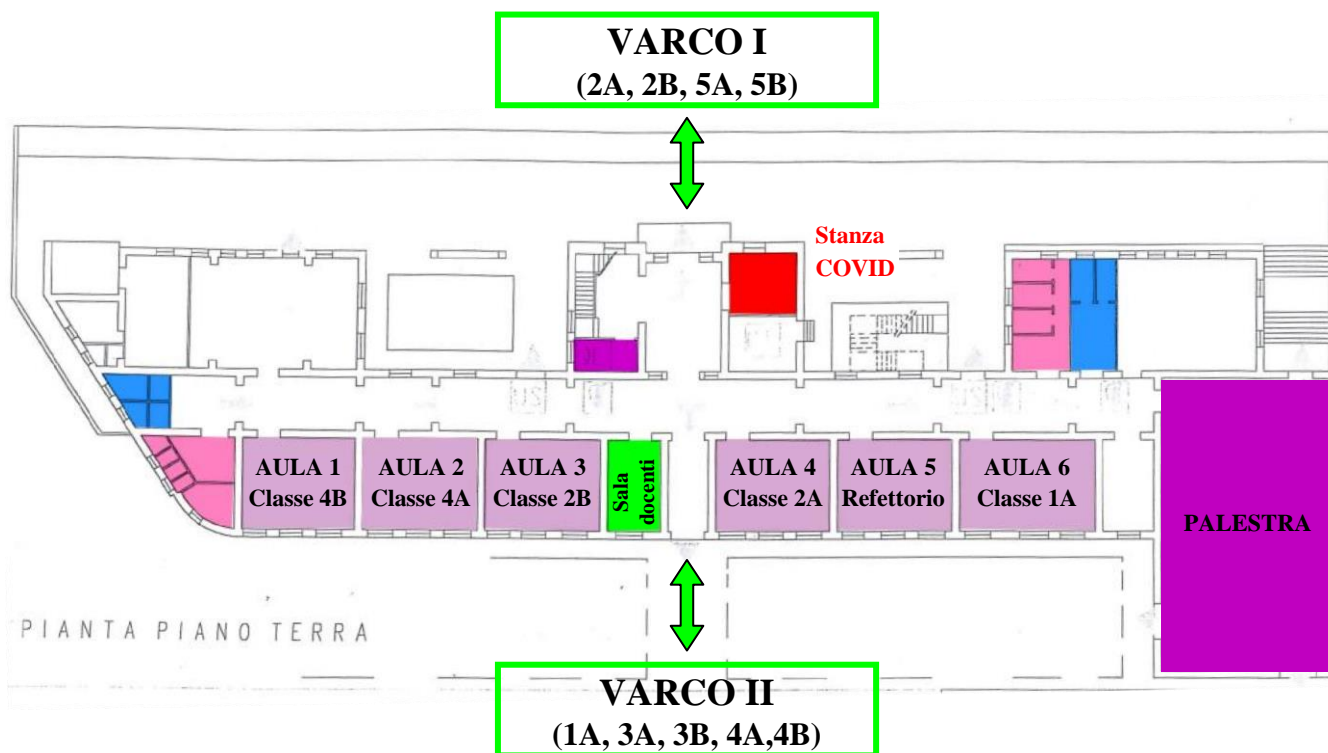 VARCO I
(2A, 2B, 5A, 5B)
Stanza
COVID
AULA 1
Classe 4B
AULA 2
Classe 4A
AULA 3
Classe 2B
Sala
docenti
AULA 4
Classe 2A
AULA 5
Refettorio
AULA 6
Classe 1A
PALESTRA
PIANTA PIANO TERRA
VARCO II
(1A, 3A, 3B, 4A,4B)